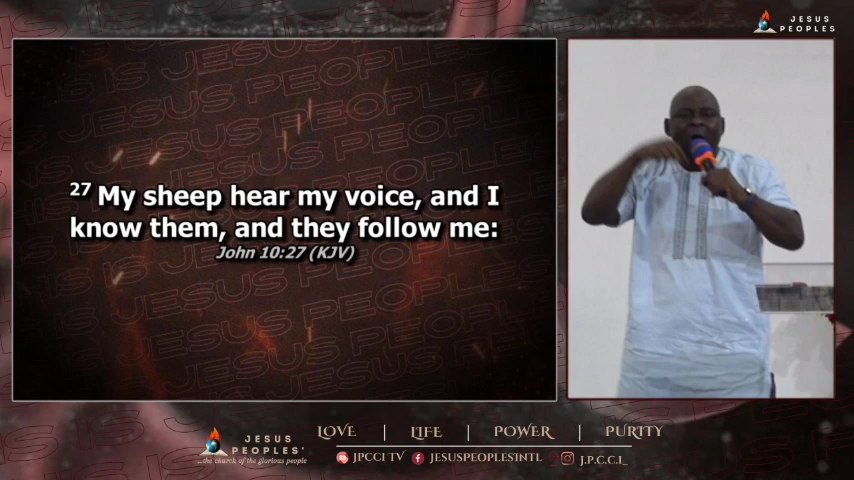 JESUS
PEOPLES
27 My sheep hear my voice, and I
know them, and they follow me:
John 10:27 (KJV)
JESUS
PEOPLES'
...the church of the glorious people
LOVE | LIFE | POWER | PURITY
JPCCI TV JESUSPEOPLESINTL J.P.C.C.I_